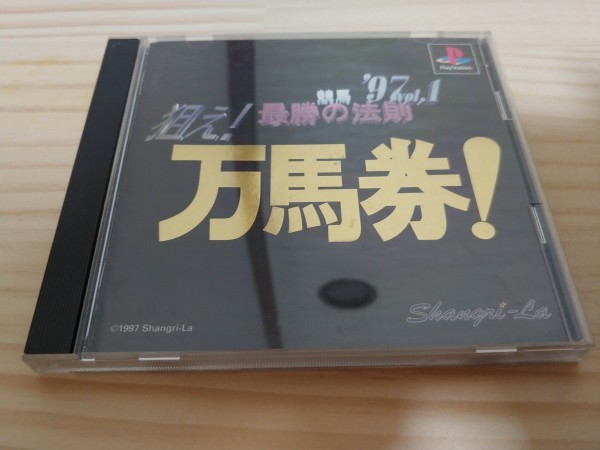 PlayStation
競馬 '97 vol.1
最勝の法則
狙え!
万馬券!
Shangri-La
©1997 Shangri-La